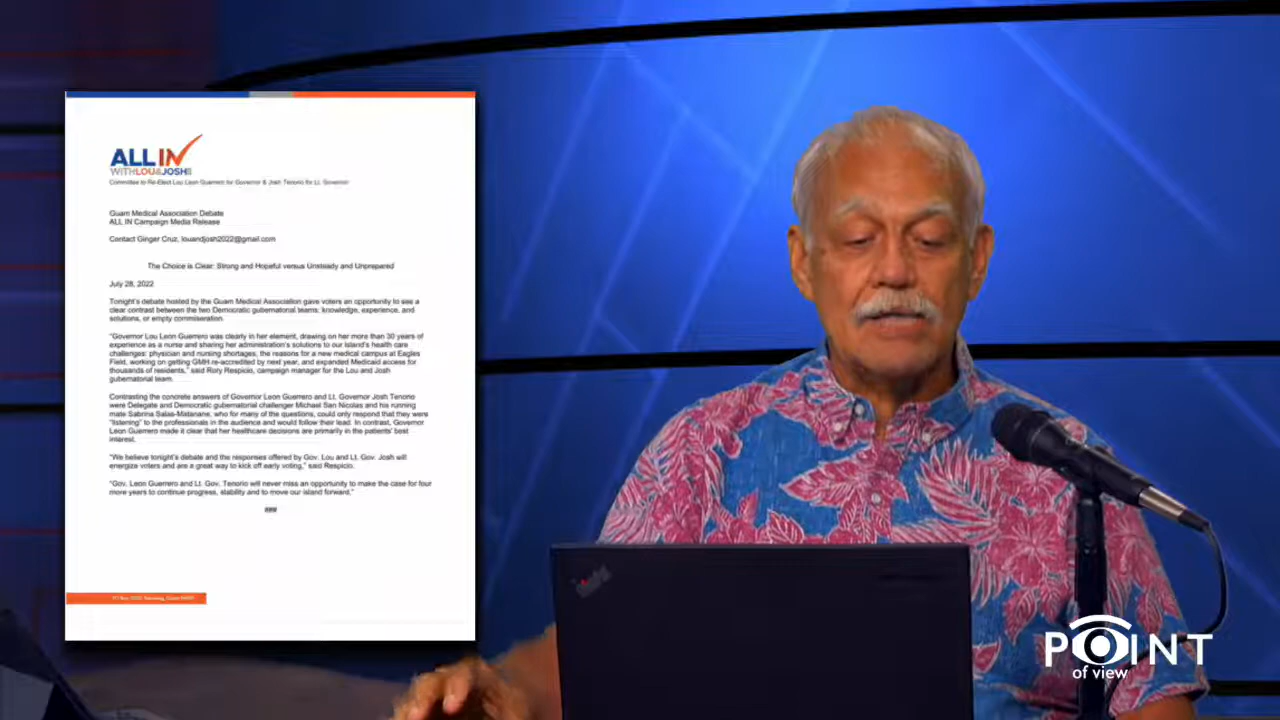 ALL IN
WITH LOU & JOSH
Committee to Re-Elect Lou Leon Guerrero for Governor & Josh Tenorio for Lt. Governor
Guam Medical Association Debate
ALL IN Campaign Media Release
Contact Ginger Cruz, louandjosh2022@gmail.com
The Choice is Clear: Strong and Hopeful versus Unsteady and Unprepared
July 28, 2022
Tonight's debate hosted by the Guam Medical Association gave voters an opportunity to see a
clear contrast between the two Democratic gubernatorial teams: knowledge, experience, and
solutions, or empty commiseration.
"Governor Lou Leon Guerrero was clearly in her element, drawing on her more than 30 years of
experience as a nurse and sharing her administration's solutions to our island's health care
challenges: physician and nursing shortages, the reasons for a new medical campus at Eagles
Field, working on getting GMH re-accredited by next year, and expanded Medicaid access for
thousands of residents," said Rory Respicio, campaign manager for the Lou and Josh
gubernatorial team.
Contrasting the concrete answers of Governor Leon Guerrero and Lt. Governor Josh Tenorio
were Delegate and Democratic gubernatorial challenger Michael San Nicolas and his running
mate Sabrina Salas-Matanane, who for many of the questions, could only respond that they were
"listening" to the professionals in the audience and would follow their lead. In contrast, Governor
Leon Guerrero made it clear that her healthcare decisions are primarily in the patients' best
interest.
"We believe tonight's debate and the responses offered by Gov. Lou and Lt. Gov. Josh will
energize voters and are a great way to kick off early voting," said Respicio.
"Gov. Leon Guerrero and Lt. Gov. Tenorio will never miss an opportunity to make the case for four
more years to continue progress, stability and to move our island forward."
###
POINT
of view